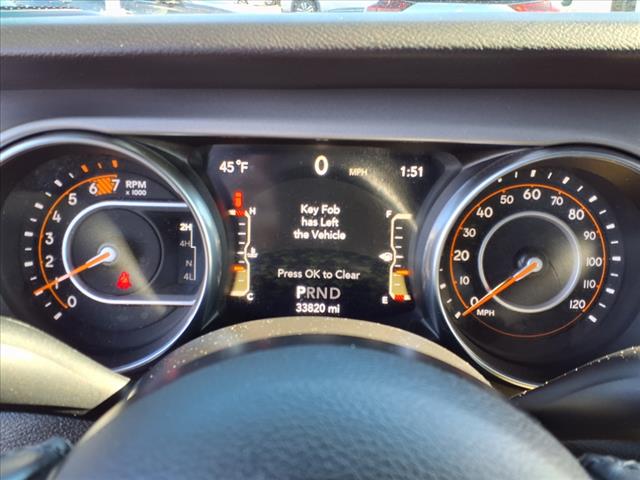 45°F 0 MPH 1:51
Key Fob
has Left
the Vehicle
Press OK to Clear
PRND
33820 mi
H
C
F
E
0 1 2 3 4 5 6 7
RPM
x 1000
2H
4H
N
4L
0 20 30 40 50 60 70 80 90 100 110 120
MPH